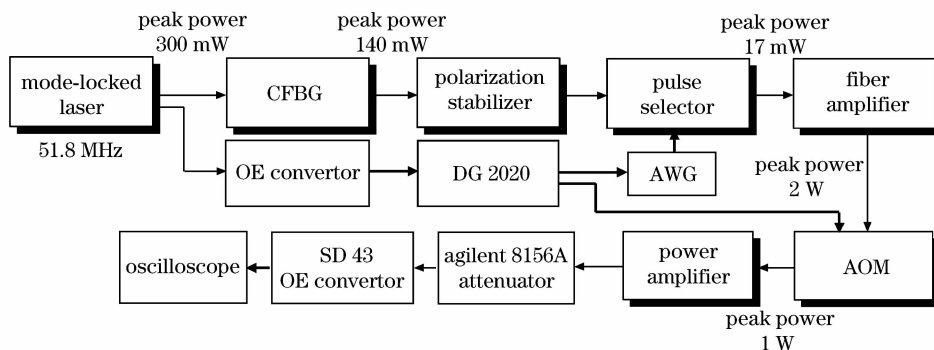 peak power
300 mW
peak power
140 mW
peak power
17 mW
mode-locked
laser
CFBG
polarization
stabilizer
pulse
selector
fiber
amplifier
51.8 MHz
OE convertor
DG 2020
AWG
peak power
2 W
oscilloscope
SD 43
OE convertor
agilent 8156A
attenuator
power
amplifier
AOM
peak power
1 W